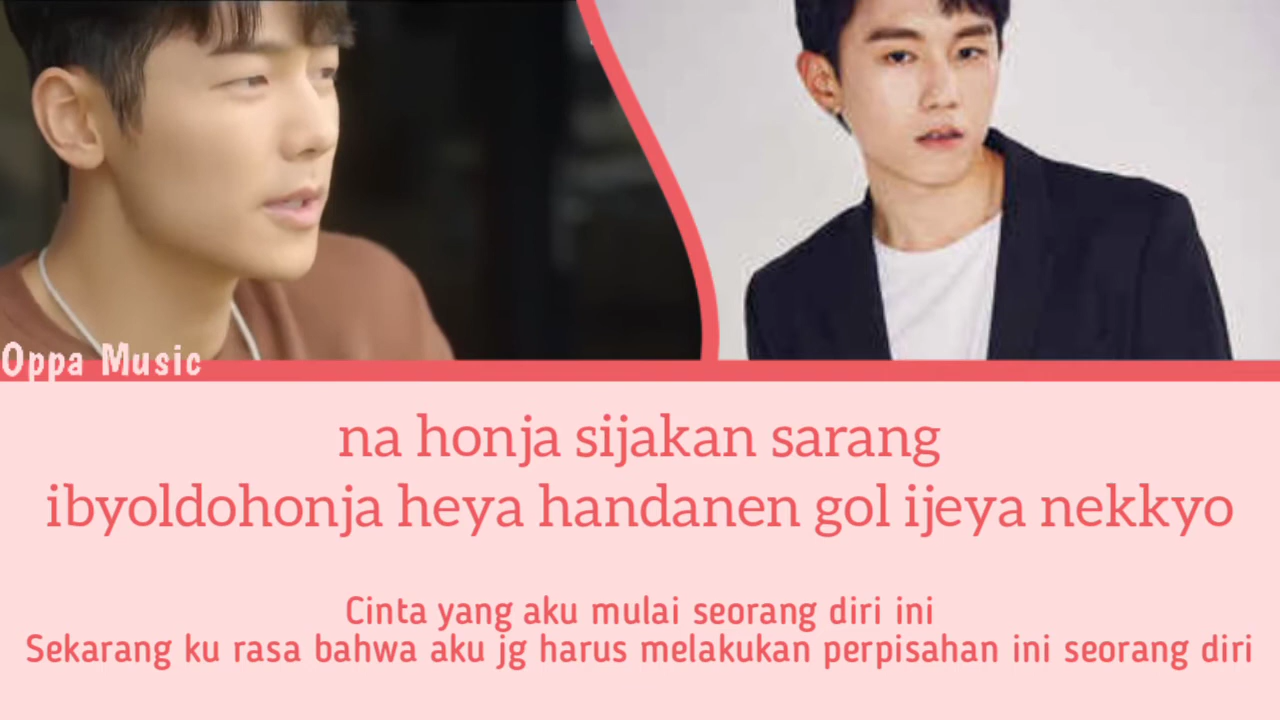 Oppa Music
na honja sijakan sarang
ibyoldohonja heya handanen gol ijeya nekkyo
Cinta yang aku mulai seorang diri ini
Sekarang ku rasa bahwa aku jg harus melakukan perpisahan ini seorang diri